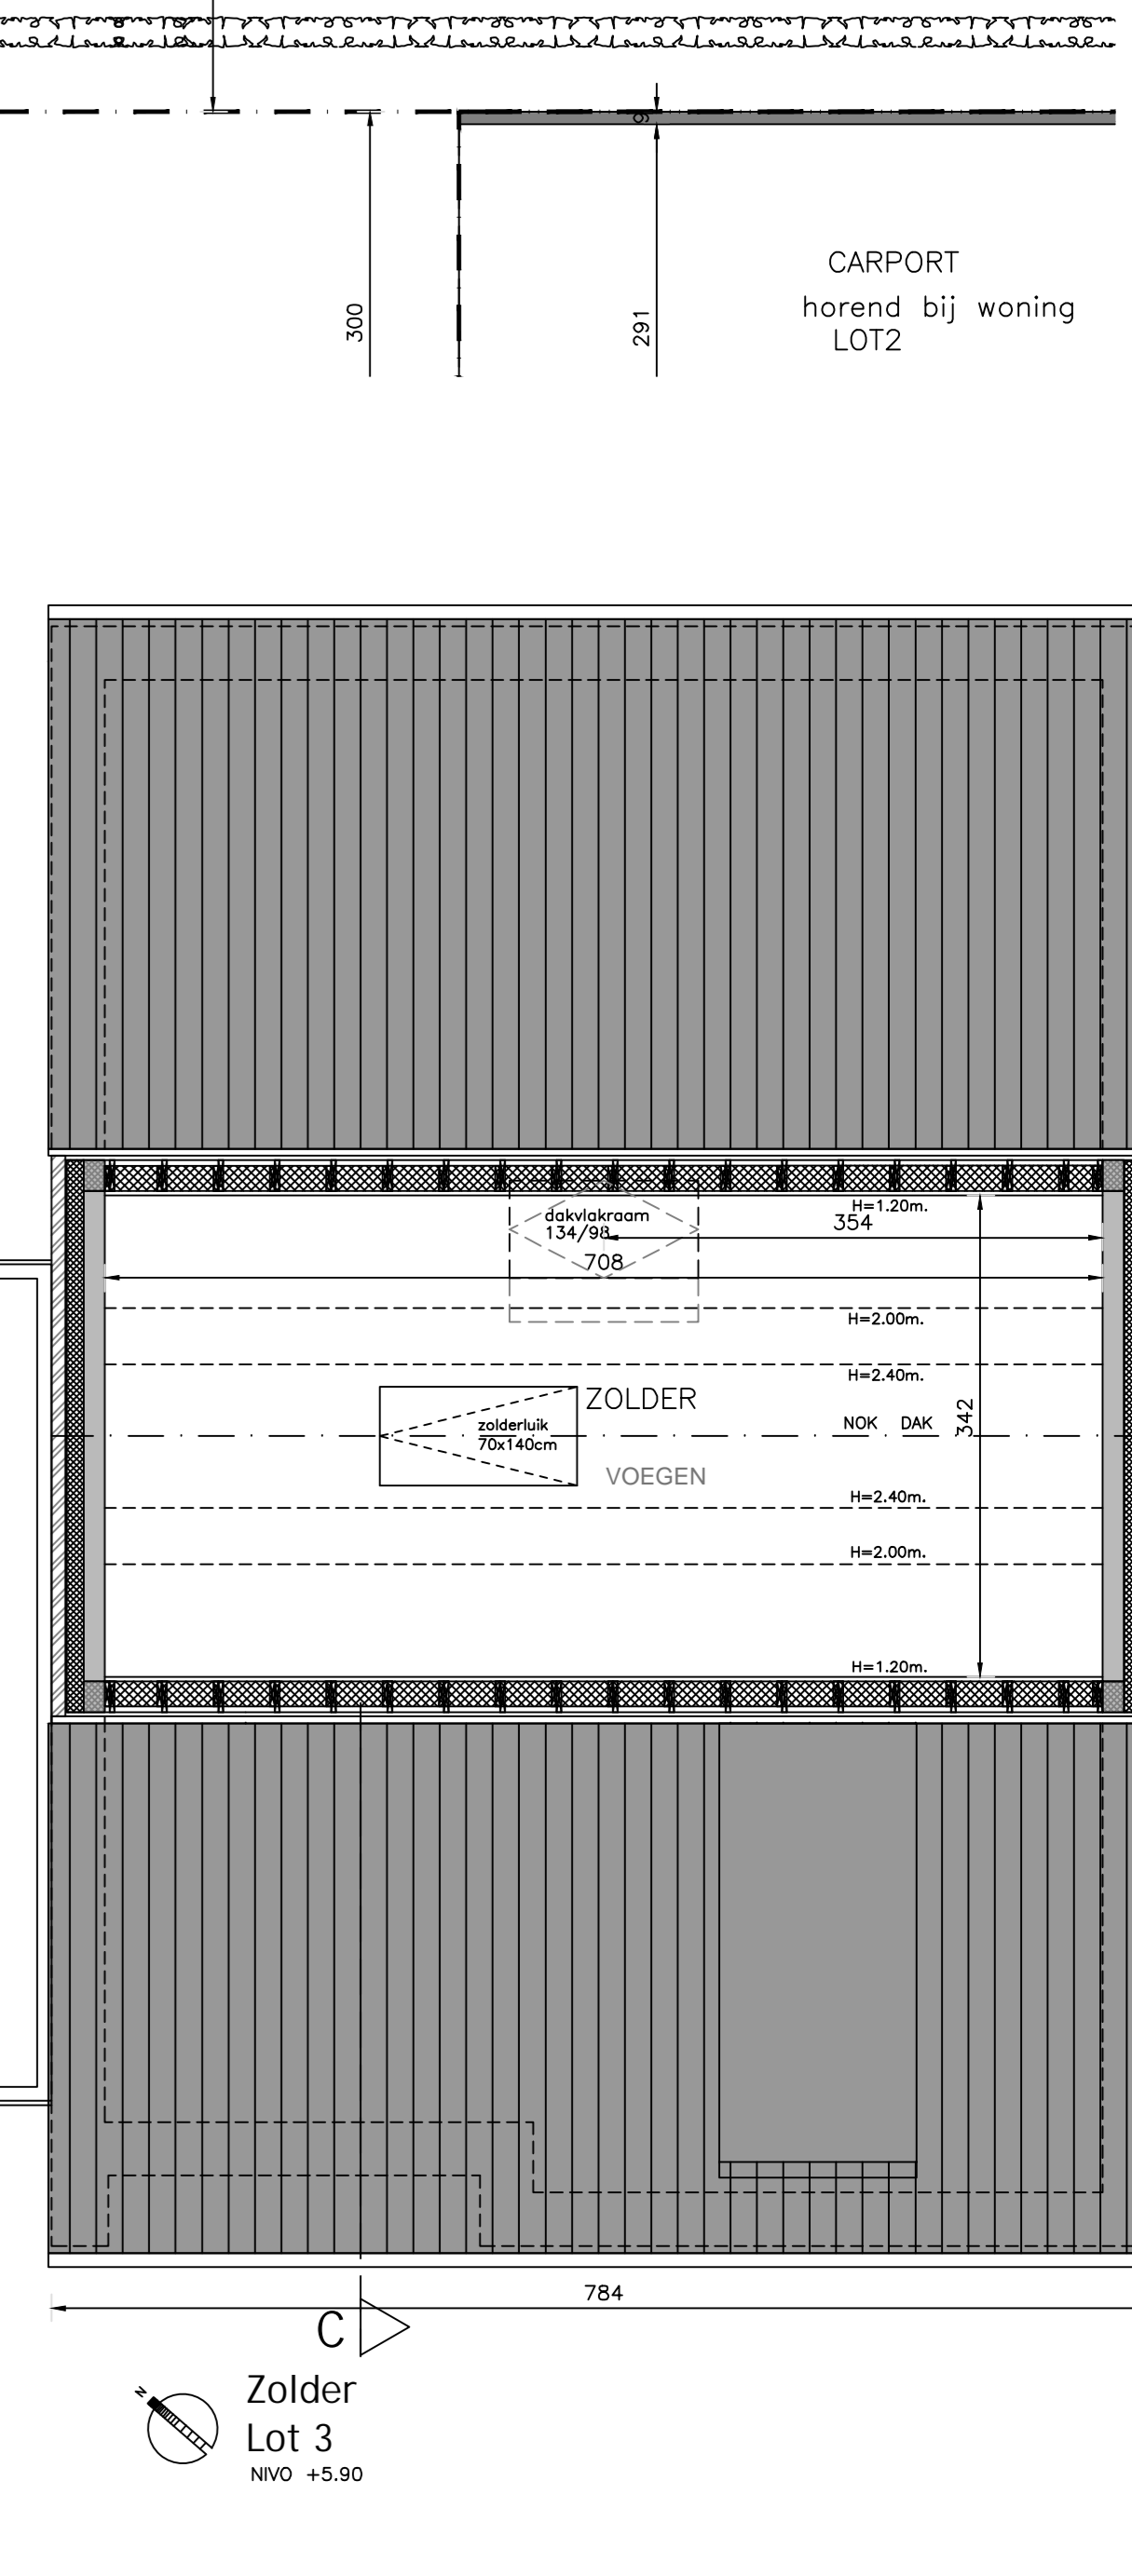 9
CARPORT
horend bij woning
LOT2
300
291
H=1.20m.
dakvlakraam
134/98
354
708
H=2.00m.
H=2.40m.
ZOLDER
zolderluik
70x140cm
NOK DAK
342
VOEGEN
H=2.40m.
H=2.00m.
H=1.20m.
784
C
N
Zolder
Lot 3
NIVO +5.90